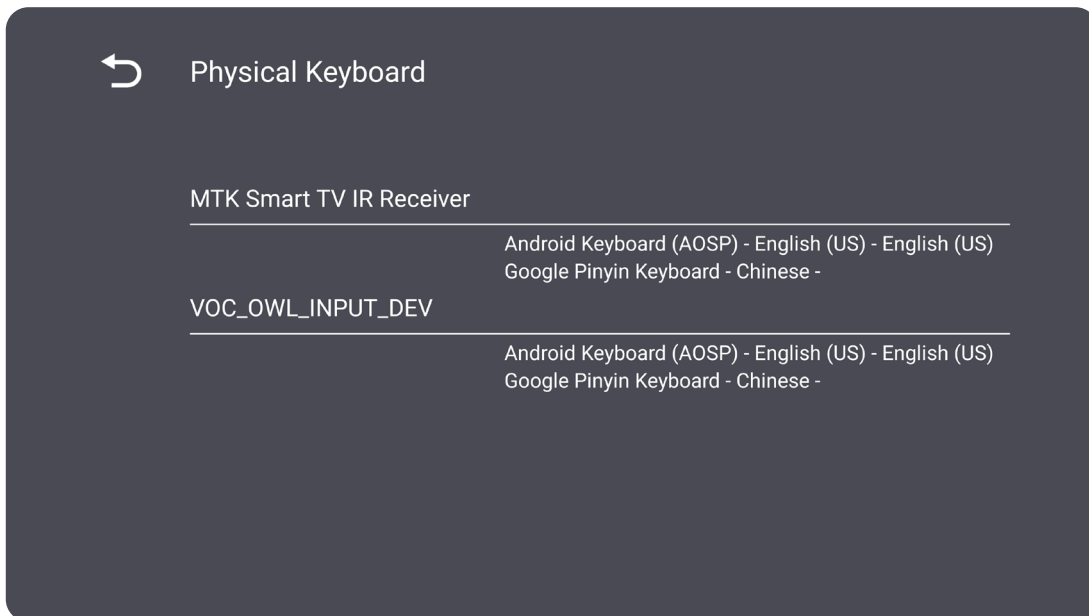 Physical Keyboard
MTK Smart TV IR Receiver
Android Keyboard (AOSP) - English (US) - English (US)
Google Pinyin Keyboard - Chinese -
VOC_OWL_INPUT_DEV
Android Keyboard (AOSP) - English (US) - English (US)
Google Pinyin Keyboard - Chinese -